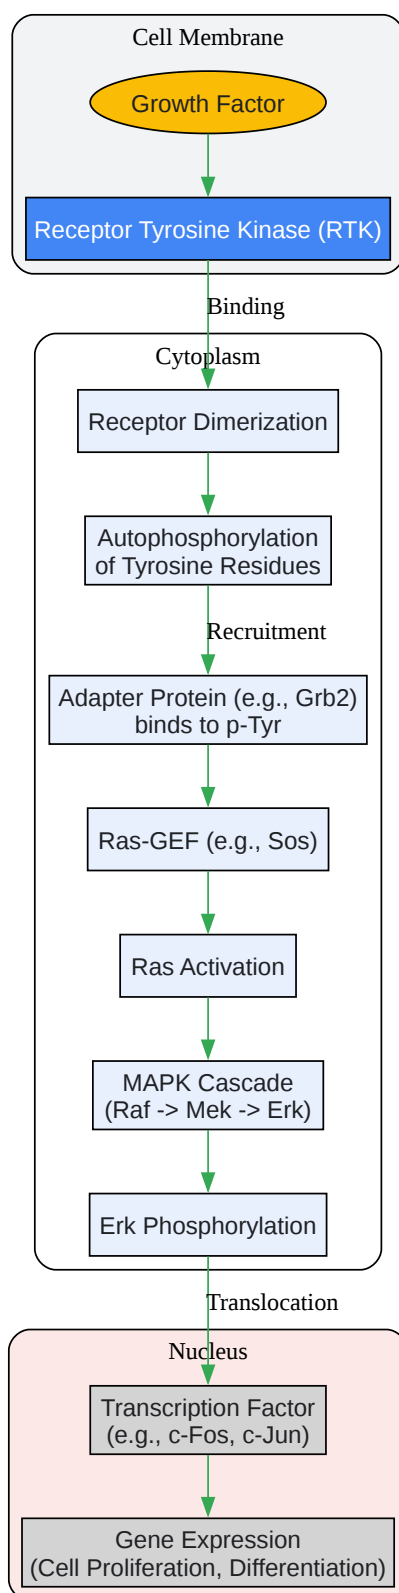 Cell Membrane
Growth Factor
Receptor Tyrosine Kinase (RTK)
Binding
Cytoplasm
Receptor Dimerization
Autophosphorylation
of Tyrosine Residues
Recruitment
Adapter Protein (e.g., Grb2)
binds to p-Tyr
Ras-GEF (e.g., Sos)
Ras Activation
MAPK Cascade
(Raf -> Mek -> Erk)
Erk Phosphorylation
Translocation
Nucleus
Transcription Factor
(e.g., c-Fos, c-Jun)
Gene Expression
(Cell Proliferation, Differentiation)